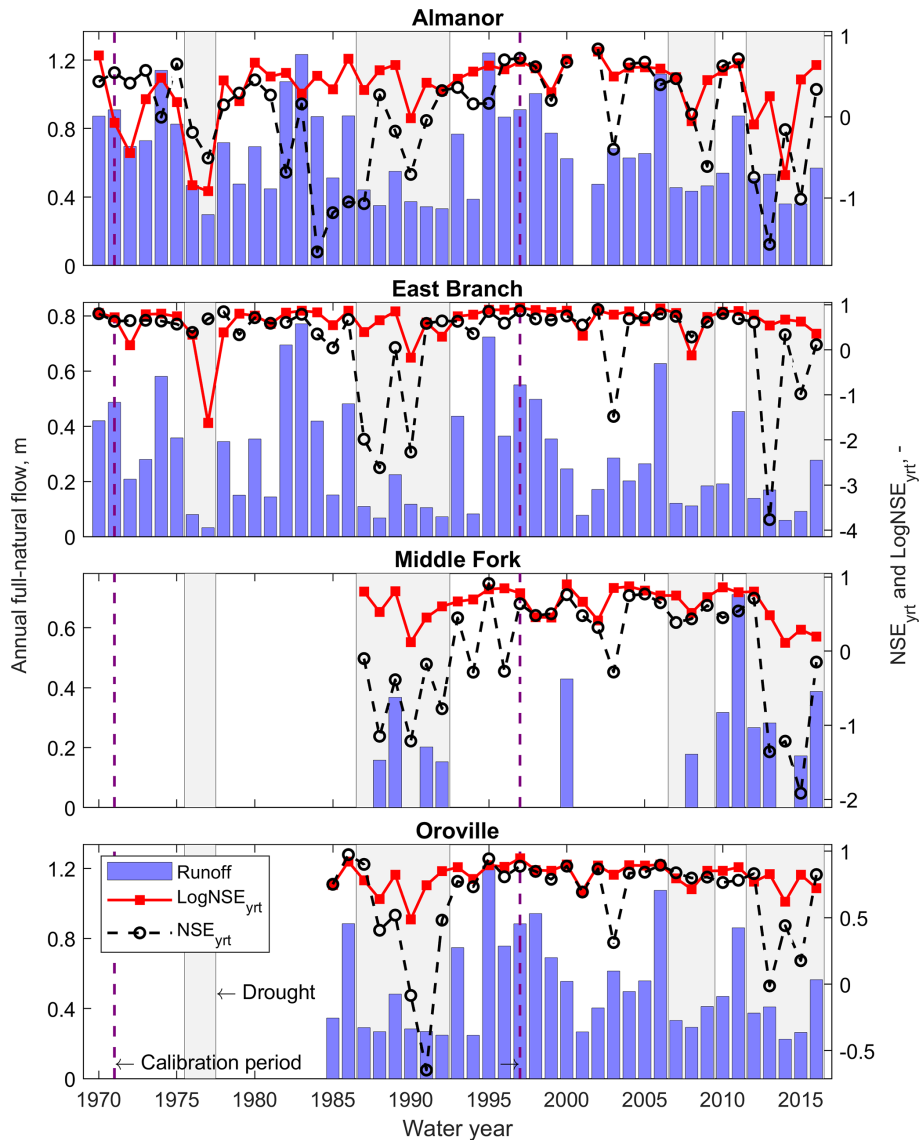 Almanor
1.2
0.8
0.4
0
1
0
-1
East Branch
0.8
0.6
0.4
0.2
0
1
0
-1
-2
-3
-4
Middle Fork
0.6
0.4
0.2
0
1
0
-1
-2
Oroville
1.2
0.8
0.4
0
1
0.5
0
-0.5
Runoff
LogNSE_yrt
NSE_yrt
← Drought
← Calibration period →
1970 1975 1980 1985 1990 1995 2000 2005 2010 2015
Water year
Annual full-natural flow, m
NSE_yrt and LogNSE_yrt, -